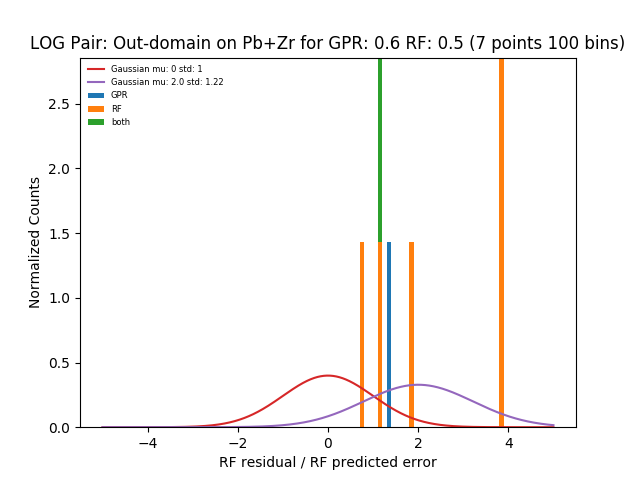 LOG Pair: Out-domain on Pb+Zr for GPR: 0.6 RF: 0.5 (7 points 100 bins)
Gaussian mu: 0 std: 1
Gaussian mu: 2.0 std: 1.22
GPR
RF
both
Normalized Counts
2.5
2.0
1.5
1.0
0.5
0.0
−4 −2 0 2 4
RF residual / RF predicted error